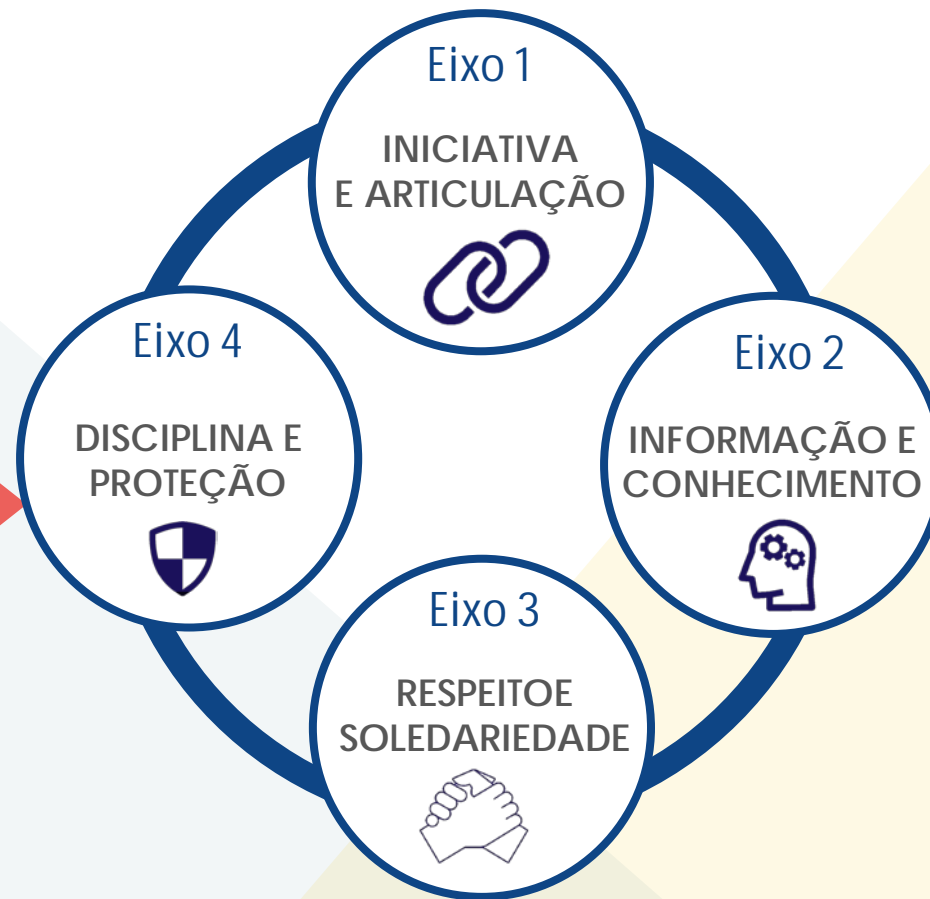 Eixo 1
INICIATIVA
E ARTICULAÇÃO
Eixo 2
INFORMAÇÃO E
CONHECIMENTO
Eixo 3
RESPEITOE
SOLEDARIEDADE
Eixo 4
DISCIPLINA E
PROTEÇÃO